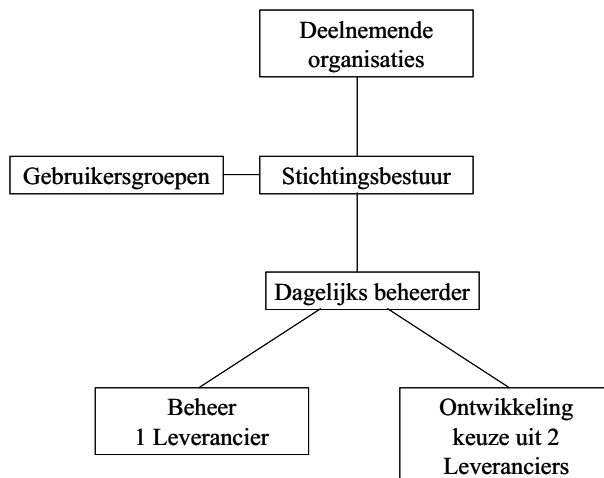 Deelnemende
organisaties
Gebruikersgroepen
Stichtingsbestuur
Dagelijks beheerder
Beheer
1 Leverancier
Ontwikkeling
keuze uit 2
Leveranciers